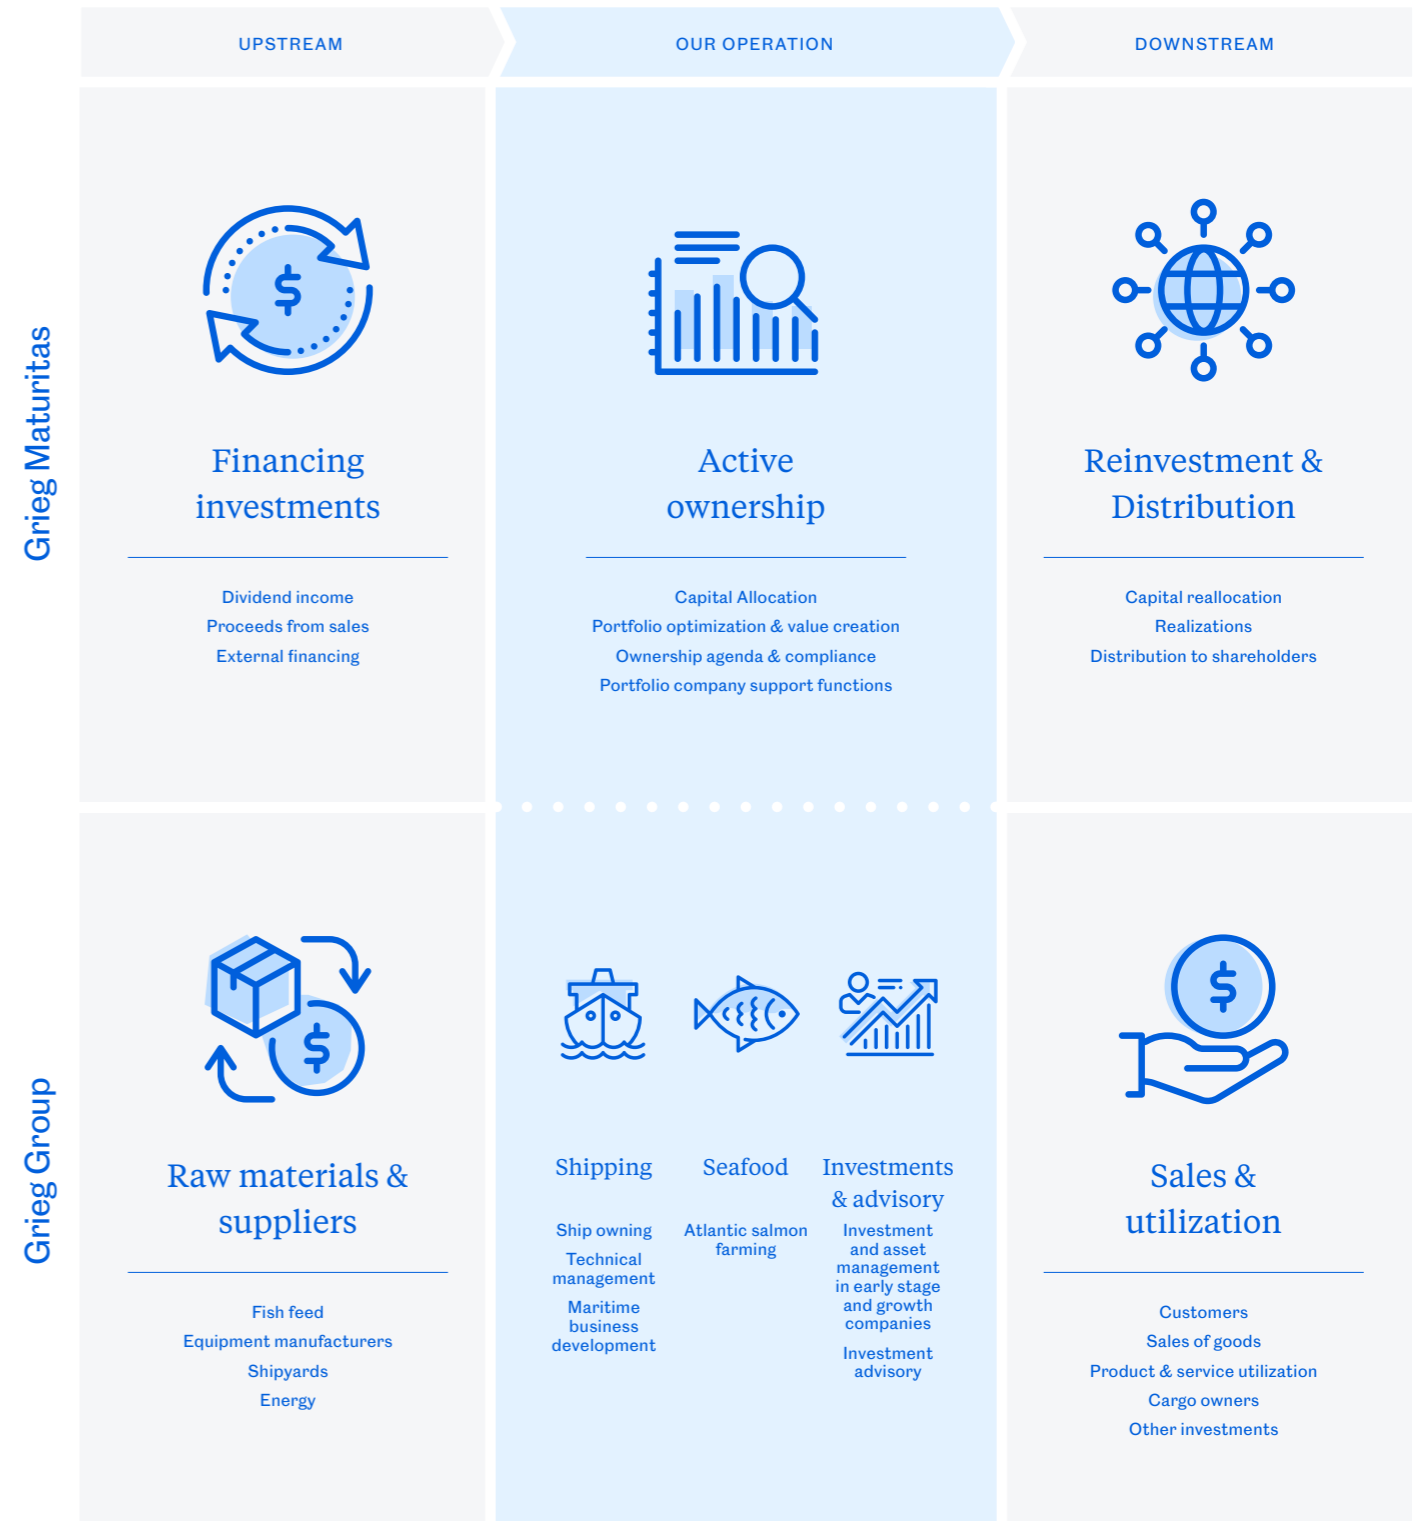 UPSTREAM
OUR OPERATION
DOWNSTREAM
Grieg Maturitas
Financing
investments
Dividend income
Proceeds from sales
External financing
Active
ownership
Capital Allocation
Portfolio optimization & value creation
Ownership agenda & compliance
Portfolio company support functions
Reinvestment &
Distribution
Capital reallocation
Realizations
Distribution to shareholders
Grieg Group
Raw materials &
suppliers
Fish feed
Equipment manufacturers
Shipyards
Energy
Shipping
Ship owning
Technical
management
Maritime
business
development
Seafood
Atlantic salmon
farming
Investments
& advisory
Investment
and asset
management
in early stage
and growth
companies
Investment
advisory
Sales &
utilization
Customers
Sales of goods
Product & service utilization
Cargo owners
Other investments